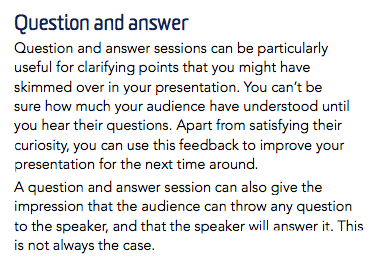 Question and answer
Question and answer sessions can be particularly
useful for clarifying points that you might have
skimmed over in your presentation. You can't be
sure how much your audience have understood until
you hear their questions. Apart from satisfying their
curiosity, you can use this feedback to improve your
presentation for the next time around.
A question and answer session can also give the
impression that the audience can throw any question
to the speaker, and that the speaker will answer it. This
is not always the case.